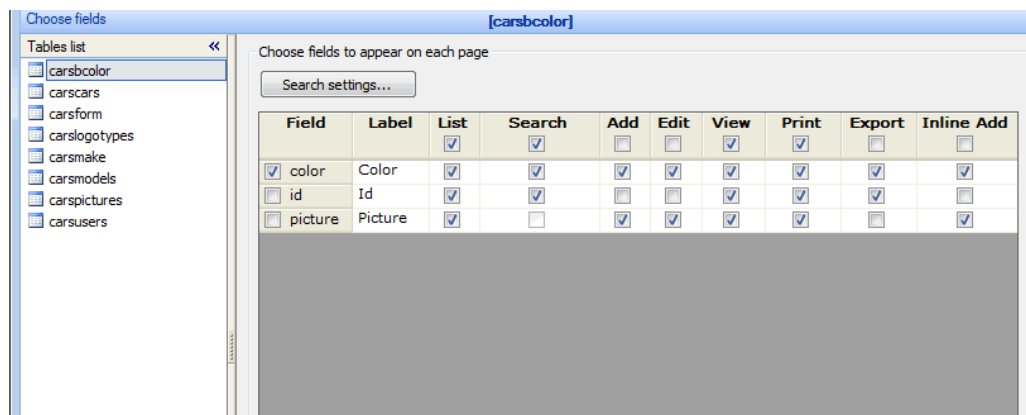 Choose fields
[carsbcolor]
Tables list «
carsbcolor
carscars
carsform
carslogotypes
carsmake
carsmodels
carspictures
carsusers
Choose fields to appear on each page
Search settings...
Field Label List Search Add Edit View Print Export Inline Add
color Color
id Id
picture Picture